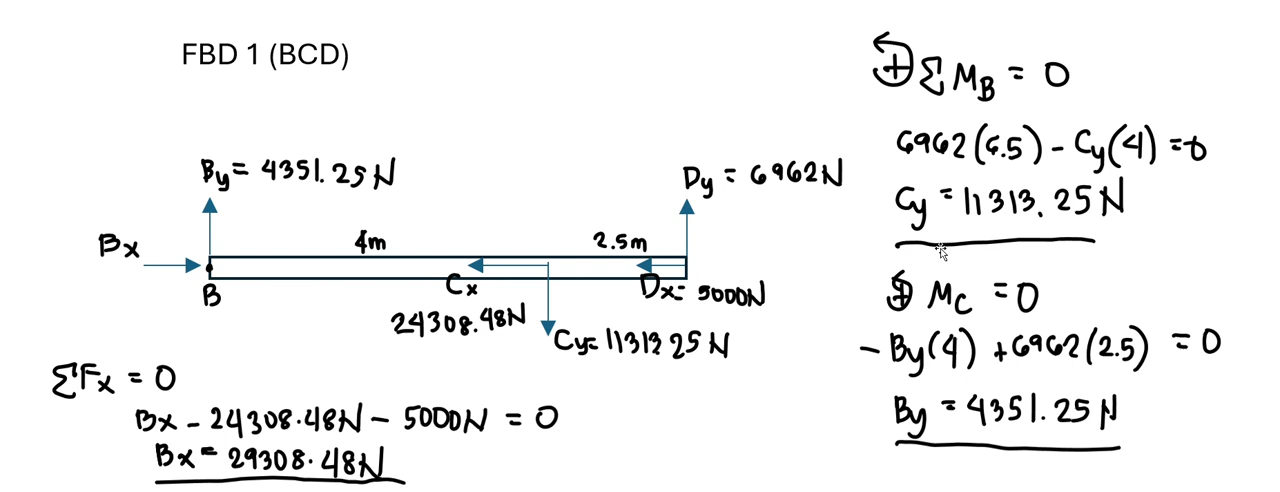 FBD 1 (BCD)
By = 4351.25 N
Dy = 6962N
Bx
4m
2.5m
B
Cx
24308.48N
Dx= 5000N
Cy= 11313 25 N
ΣFx = 0
Bx - 24308.48N - 5000N = 0
Bx = 29308.48N
+ Σ MB = 0
6962(6.5) - Cy(4) = 0
Cy = 11313.25 N
+ MC = 0
- By(4) + 6962(2.5) = 0
By = 4351.25 N